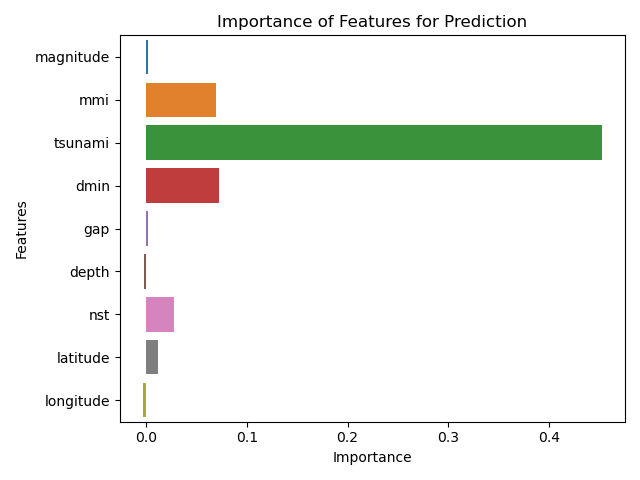 Importance of Features for Prediction
magnitude
mmi
tsunami
dmin
gap
depth
nst
latitude
longitude
Features
0.0 0.1 0.2 0.3 0.4
Importance